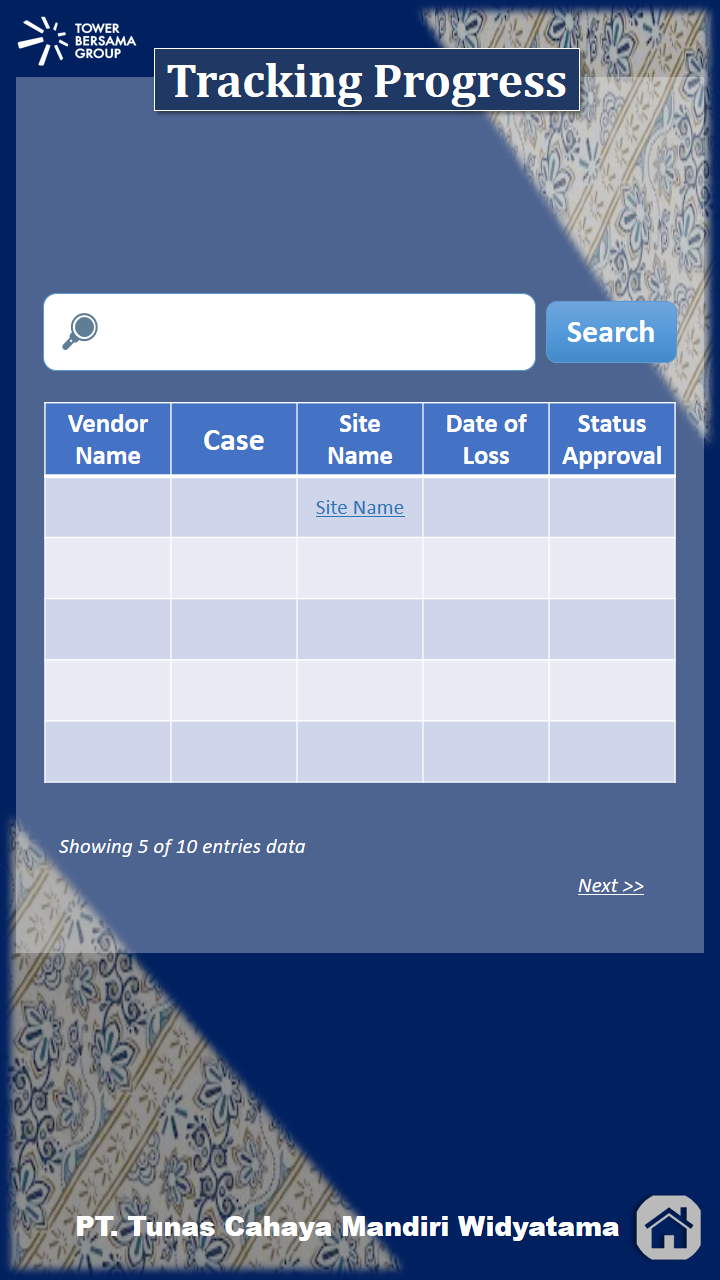 TOWER
BERSAMA
GROUP
Tracking Progress
Search
Vendor Name
Case
Site Name
Date of Loss
Status Approval
Site Name
Showing 5 of 10 entries data
Next >>
PT. Tunas Cahaya Mandiri Widyatama